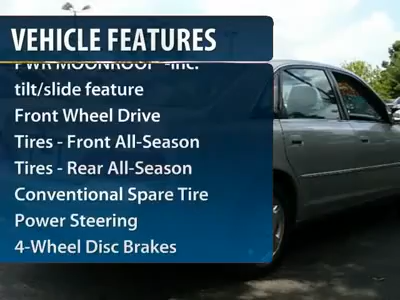 VEHICLE FEATURES
PWR MOONROOF -inc:
tilt/slide feature
Front Wheel Drive
Tires - Front All-Season
Tires - Rear All-Season
Conventional Spare Tire
Power Steering
4-Wheel Disc Brakes